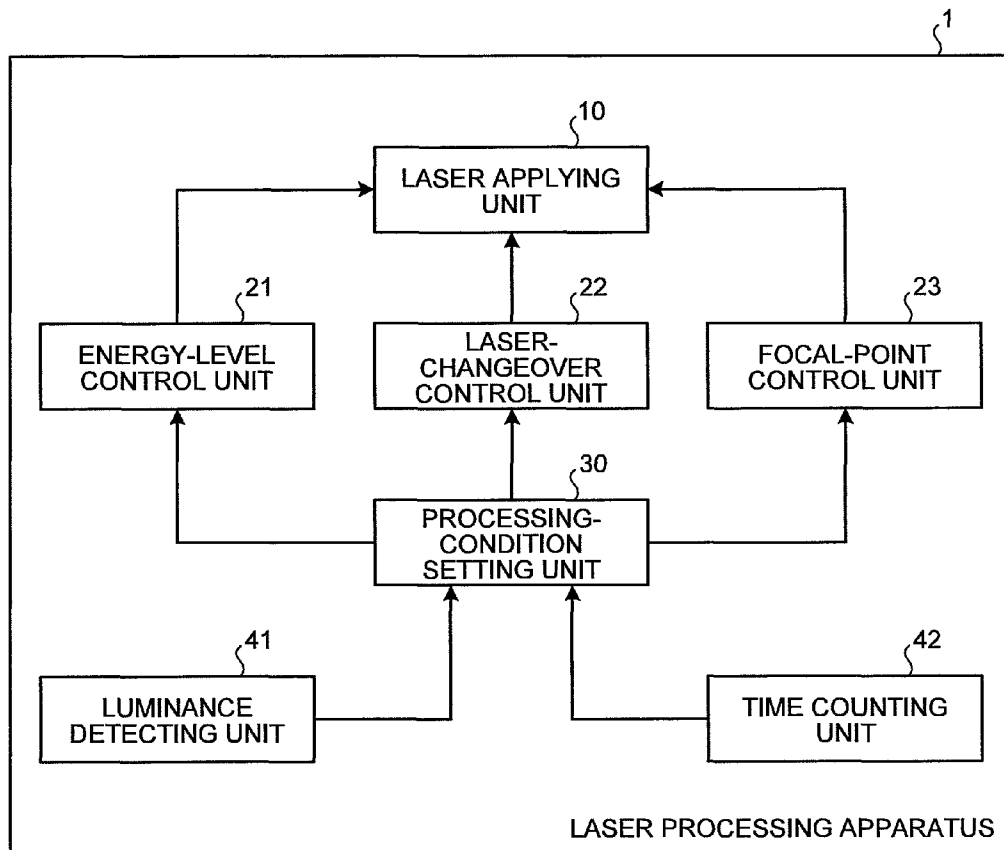 1
10
LASER APPLYING
UNIT
21
ENERGY-LEVEL
CONTROL UNIT
22
LASER-
CHANGEOVER
CONTROL UNIT
23
FOCAL-POINT
CONTROL UNIT
30
PROCESSING-
CONDITION
SETTING UNIT
41
LUMINANCE
DETECTING UNIT
42
TIME COUNTING
UNIT
LASER PROCESSING APPARATUS